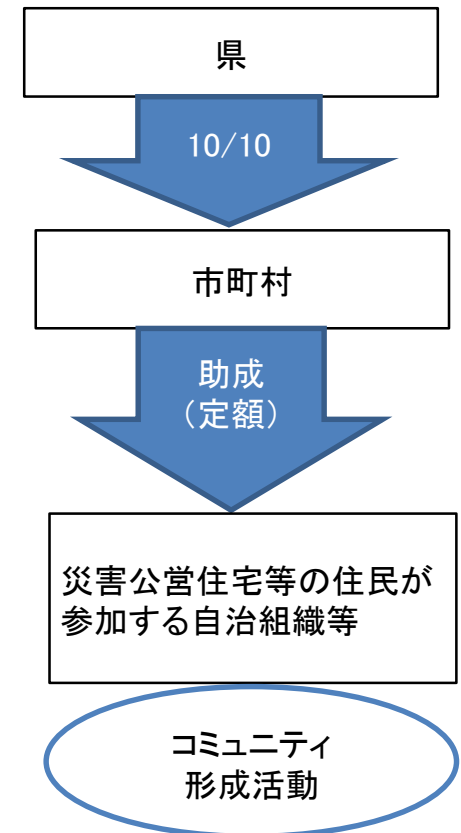 県
10/10
市町村
助成
（定額）
災害公営住宅等の住民が
参加する自治組織等
コミュニティ
形成活動